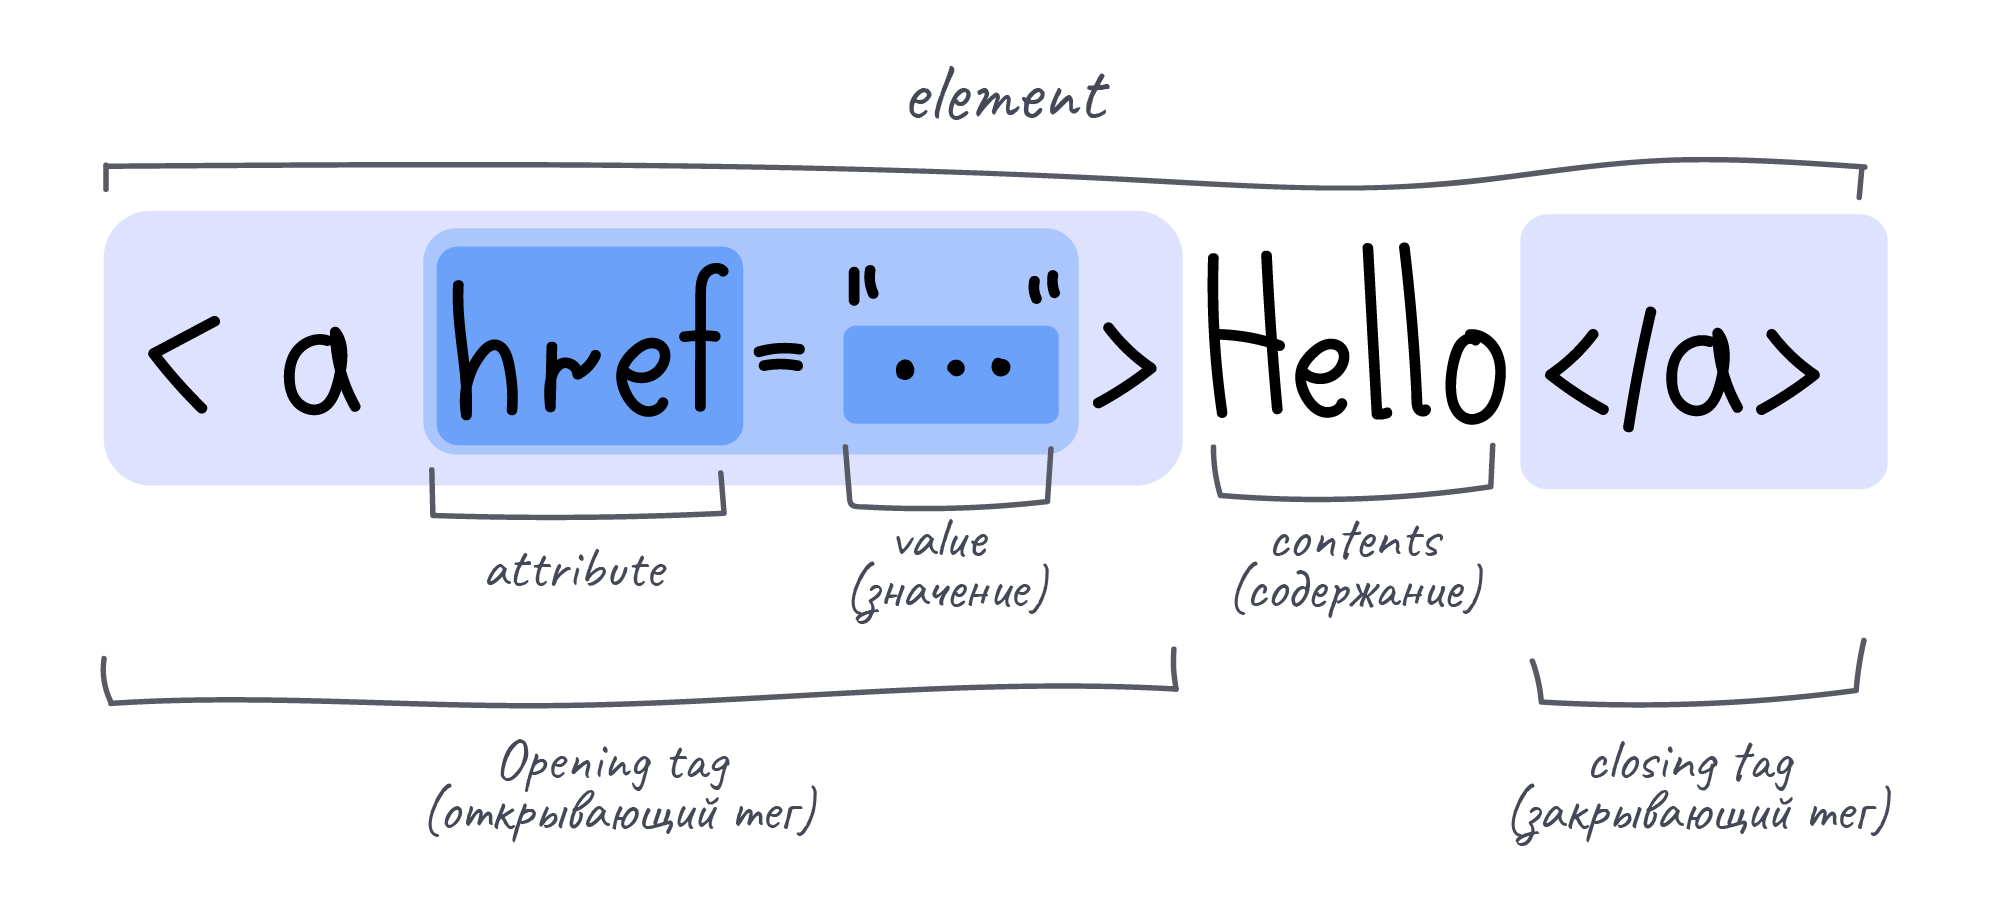 element
<a href="...">Hello</a>
attribute
value
(значение)
contents
(содержание)
Opening tag
(открывающий тег)
closing tag
(закрывающий тег)